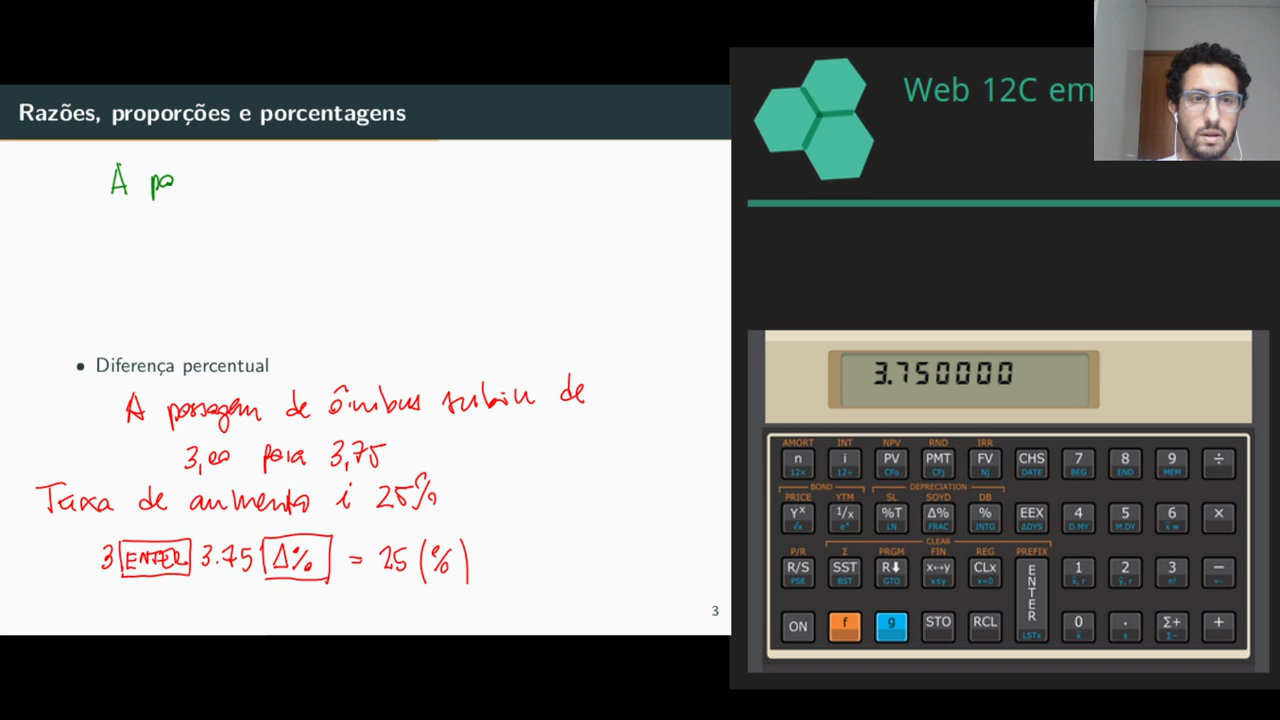 Razões, proporções e porcentagens
A pa
• Diferença percentual
A passagem de ônibus subiu de
3,00 para 3,75
Taxa de aumento i 25%
3 ENTER 3.75 Δ% = 25 (%)
3
Web 12C em
3.750000
AMORT INT NPV RND IRR
n i PV PMT FV CHS 7 8 9 ÷
12× 12÷ CFo CFj Nj DATE BEG END MEM
BOND DEPRECIATION
PRICE YTM SL SOYD DB
Y^X 1/x %T Δ% % EEX 4 5 6 ×
√x e^x LN FRAC INTG ΔDYS D.MY M.DY x̄ w
CLEAR
P/R Σ PRGM FIN REG PREFIX
R/S SST R⬇ x↔y CLx ENTER 1 2 3 −
PSE BST GTO x≤y x=0 LSTx x̂, r ŷ, r n! ←
ON f g STO RCL 0 . Σ+ +
x̄ s Σ−